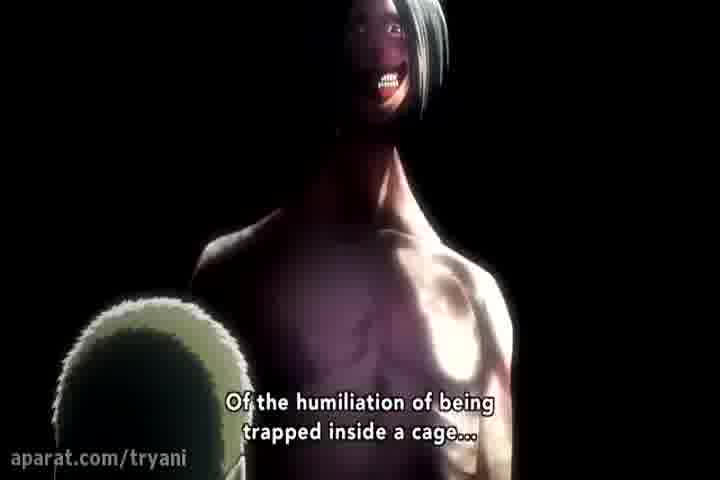 Of the humiliation of being
trapped inside a cage...
aparat.com/tryani